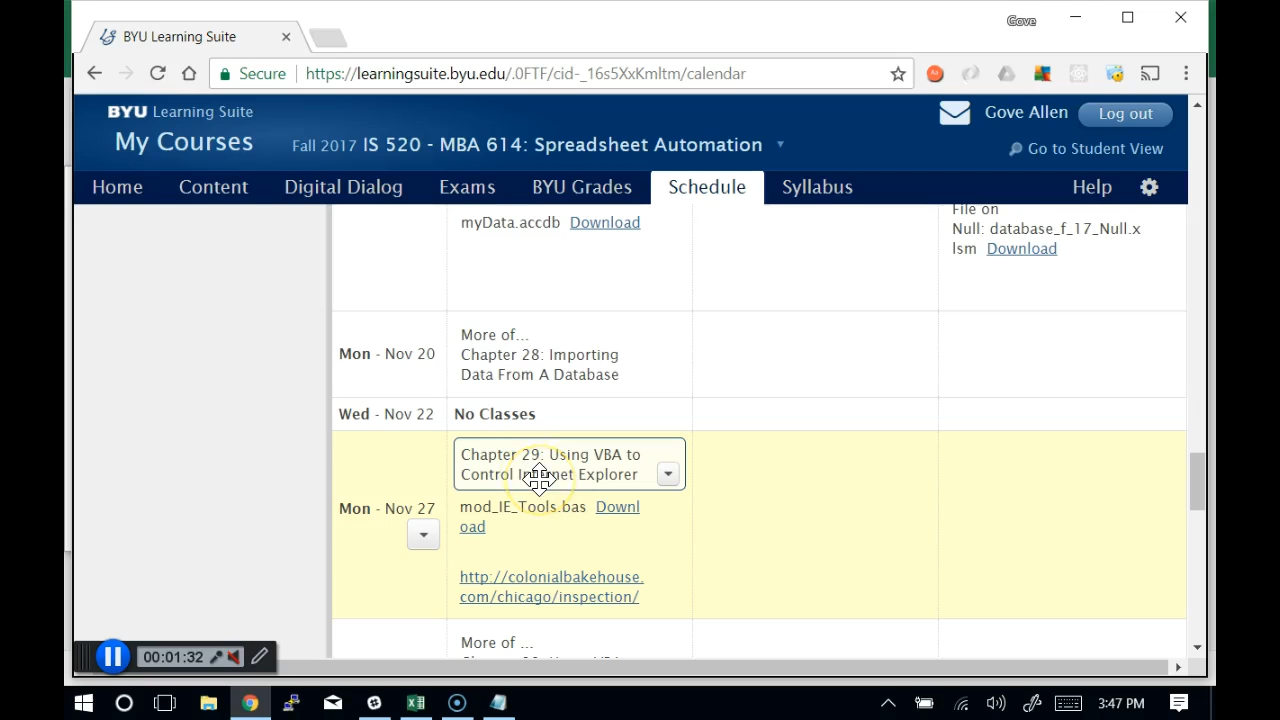 Gove
BYU Learning Suite
Secure
https://learningsuite.byu.edu/.0FTF/cid-_16s5XxKmltm/calendar
BYU Learning Suite
Gove Allen Log out
My Courses
Fall 2017 IS 520 - MBA 614: Spreadsheet Automation
Go to Student View
Home Content Digital Dialog Exams BYU Grades Schedule Syllabus Help
myData.accdb Download
File on
Null: database_f_17_Null.x
lsm Download
Mon - Nov 20
More of...
Chapter 28: Importing
Data From A Database
Wed - Nov 22
No Classes
Mon - Nov 27
Chapter 29: Using VBA to
Control Internet Explorer
mod_IE_Tools.bas Downl
oad
http://colonialbakehouse.
com/chicago/inspection/
More of ...
00:01:32
3:47 PM